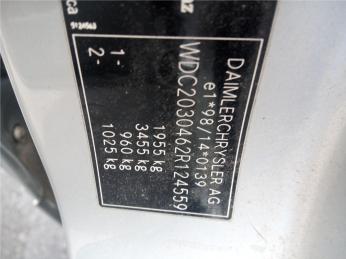 DAIMLERCHRYSLER AG
e1*98/14*0139
WDC2030462R124559
1955 kg
3455 kg
1- 960 kg
2- 1025 kg